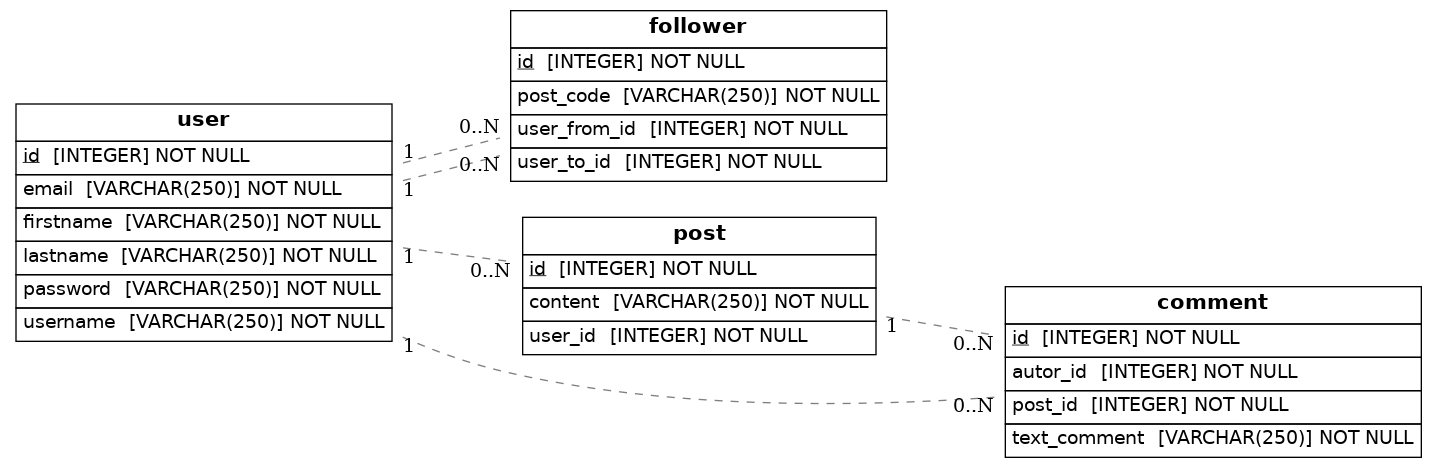 user
id [INTEGER] NOT NULL
email [VARCHAR(250)] NOT NULL
firstname [VARCHAR(250)] NOT NULL
lastname [VARCHAR(250)] NOT NULL
password [VARCHAR(250)] NOT NULL
username [VARCHAR(250)] NOT NULL
1
1
1
1
0..N
0..N
0..N
follower
id [INTEGER] NOT NULL
post_code [VARCHAR(250)] NOT NULL
user_from_id [INTEGER] NOT NULL
user_to_id [INTEGER] NOT NULL
post
id [INTEGER] NOT NULL
content [VARCHAR(250)] NOT NULL
user_id [INTEGER] NOT NULL
1
0..N
0..N
comment
id [INTEGER] NOT NULL
autor_id [INTEGER] NOT NULL
post_id [INTEGER] NOT NULL
text_comment [VARCHAR(250)] NOT NULL